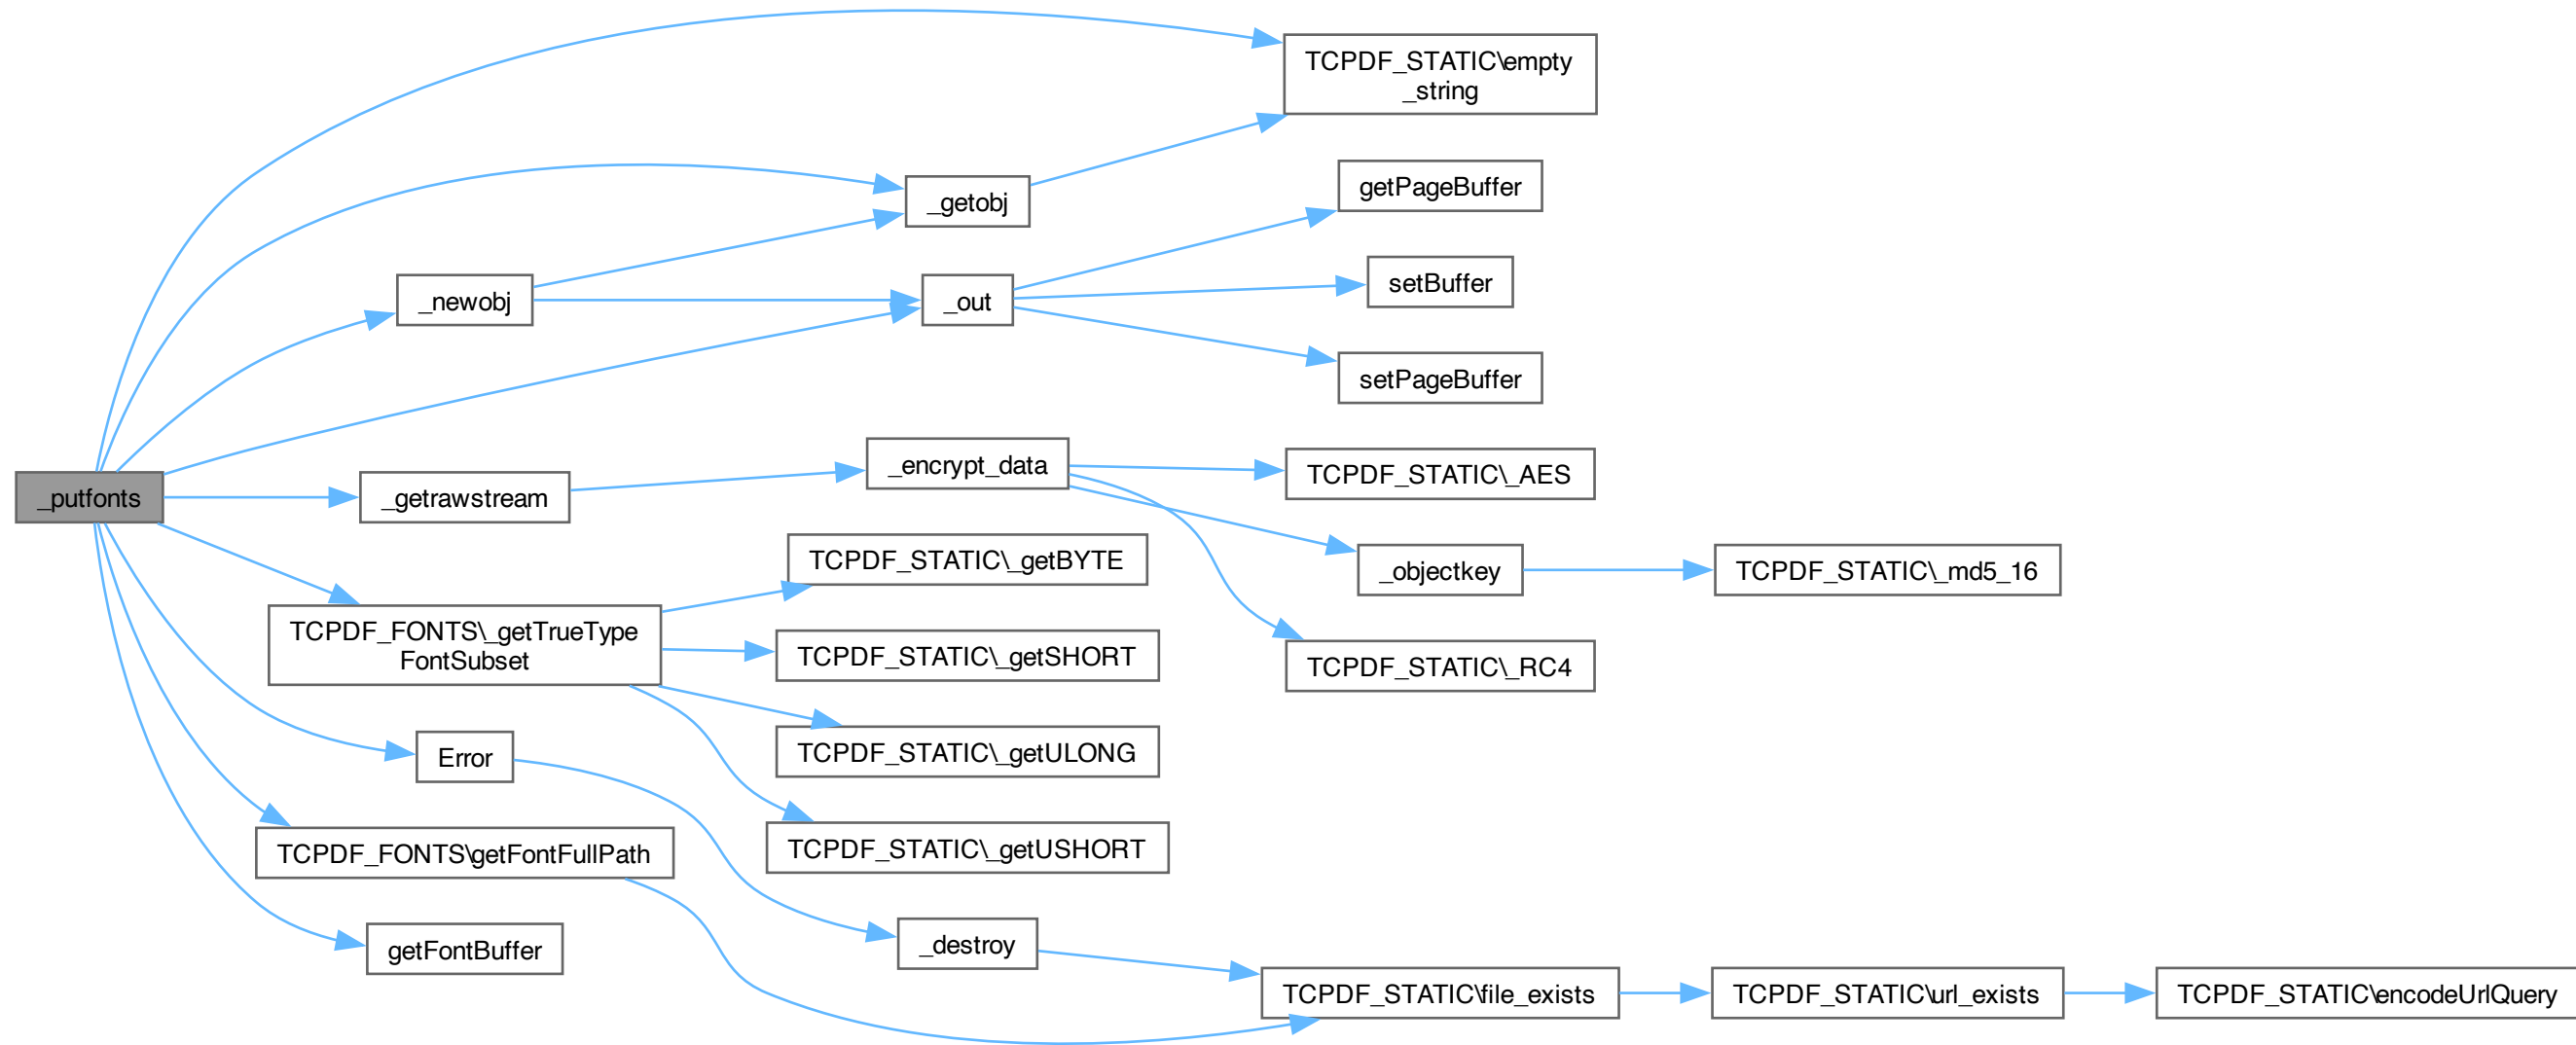 TCPDF_STATIC\empty
_string
getPageBuffer
_getobj
setBuffer
_newobj
_out
setPageBuffer
_encrypt_data
TCPDF_STATIC\_AES
_putfonts
_getrawstream
TCPDF_STATIC\_getBYTE
_objectkey
TCPDF_STATIC\_md5_16
TCPDF_FONTS\_getTrueType
FontSubset
TCPDF_STATIC\_getSHORT
TCPDF_STATIC\_RC4
Error
TCPDF_STATIC\_getULONG
TCPDF_FONTS\getFontFullPath
TCPDF_STATIC\_getUSHORT
getFontBuffer
_destroy
TCPDF_STATIC\file_exists
TCPDF_STATIC\url_exists
TCPDF_STATIC\encodeUrlQuery